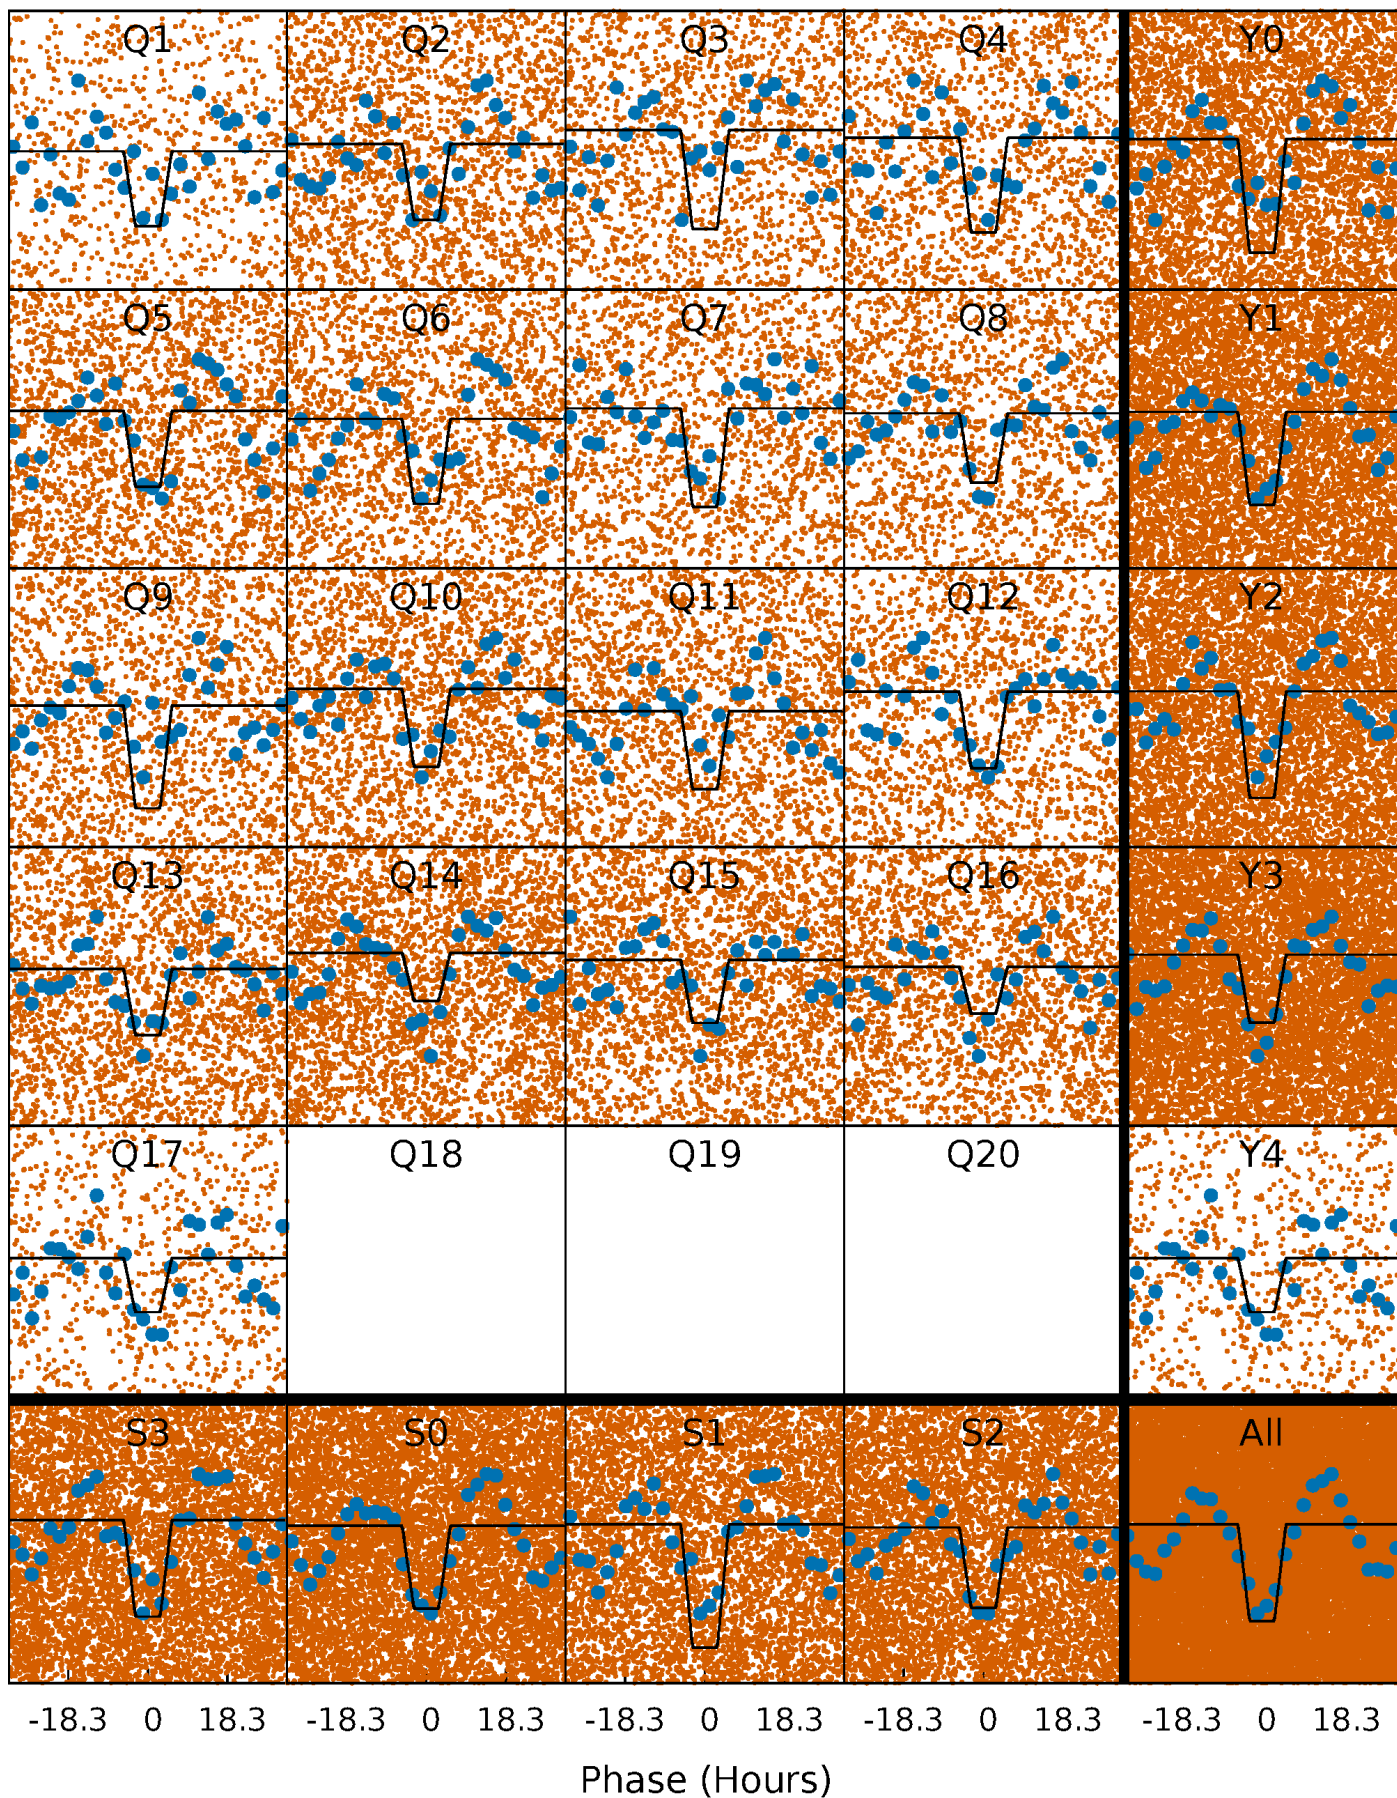 Q1 Q2 Q3 Q4 Y0
Q5 Q6 Q7 Q8 Y1
Q9 Q10 Q11 Q12 Y2
Q13 Q14 Q15 Q16 Y3
Q17 Q18 Q19 Q20 Y4
S3 S0 S1 S2 All
-18.3 0 18.3 -18.3 0 18.3 -18.3 0 18.3 -18.3 0 18.3 -18.3 0 18.3
Phase (Hours)